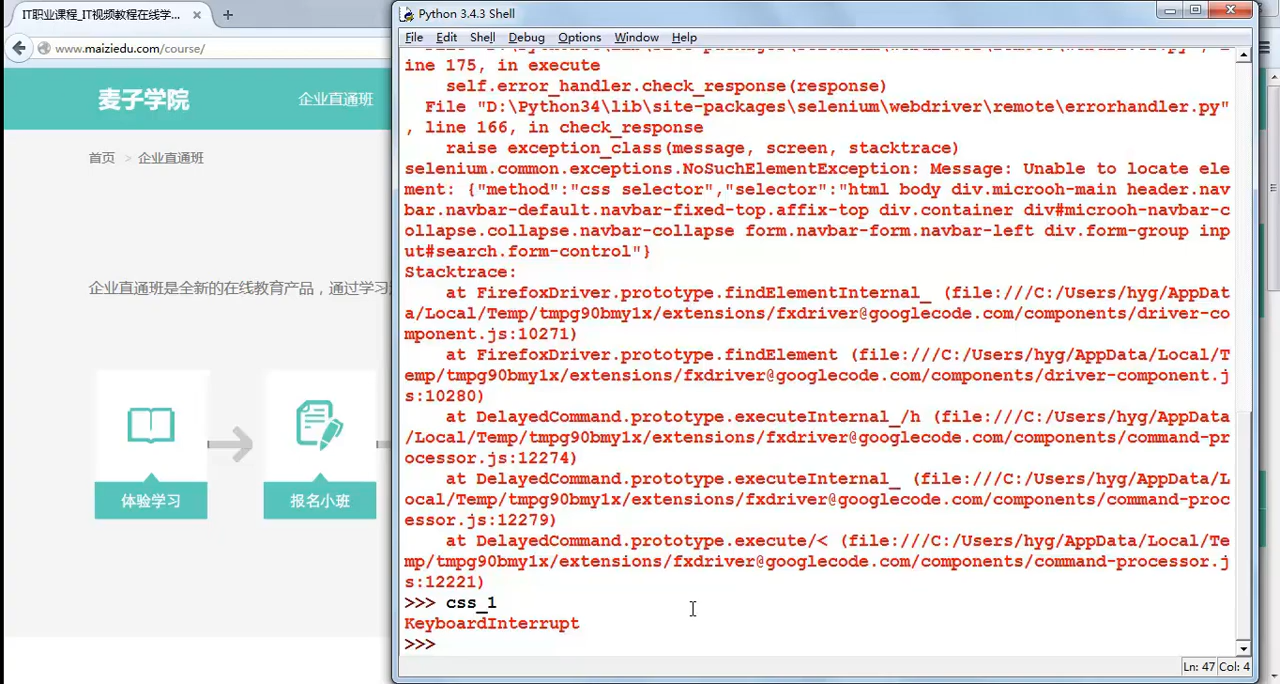 IT职业课程_IT视频教程在线学...
www.maiziedu.com/course/
麦子学院
企业直通班
首页 > 企业直通班
企业直通班是全新的在线教育产品，通过学习
体验学习
报名小班
Python 3.4.3 Shell
File Edit Shell Debug Options Window Help
ine 175, in execute
self.error_handler.check_response(response)
File "D:\Python34\lib\site-packages\selenium\webdriver\remote\errorhandler.py"
, line 166, in check_response
raise exception_class(message, screen, stacktrace)
selenium.common.exceptions.NoSuchElementException: Message: Unable to locate ele
ment: {"method":"css selector","selector":"html body div.microoh-main header.nav
bar.navbar-default.navbar-fixed-top.affix-top div.container div#microoh-navbar-c
ollapse.collapse.navbar-collapse form.navbar-form.navbar-left div.form-group inp
ut#search.form-control"}
Stacktrace:
at FirefoxDriver.prototype.findElementInternal_ (file:///C:/Users/hyg/AppDat
a/Local/Temp/tmpg90bmy1x/extensions/fxdriver@googlecode.com/components/driver-co
mponent.js:10271)
at FirefoxDriver.prototype.findElement (file:///C:/Users/hyg/AppData/Local/T
emp/tmpg90bmy1x/extensions/fxdriver@googlecode.com/components/driver-component.j
s:10280)
at DelayedCommand.prototype.executeInternal_/h (file:///C:/Users/hyg/AppData
/Local/Temp/tmpg90bmy1x/extensions/fxdriver@googlecode.com/components/command-pr
ocessor.js:12274)
at DelayedCommand.prototype.executeInternal_ (file:///C:/Users/hyg/AppData/L
ocal/Temp/tmpg90bmy1x/extensions/fxdriver@googlecode.com/components/command-proc
essor.js:12279)
at DelayedCommand.prototype.execute/< (file:///C:/Users/hyg/AppData/Local/Te
mp/tmpg90bmy1x/extensions/fxdriver@googlecode.com/components/command-processor.j
s:12221)
>>> css_1
KeyboardInterrupt
>>>
Ln: 47 Col: 4